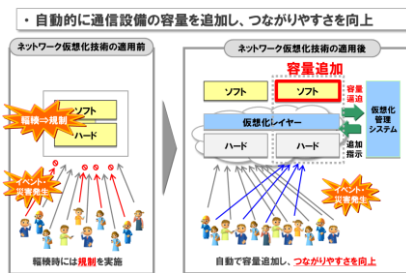 ・自動的に通信設備の容量を追加し、つながりやすさを向上
ネットワーク仮想化技術の適用前
ソフト
輻輳⇒規制
ハード
イベント・
災害発生
輻輳時には規制を実施
ネットワーク仮想化技術の適用後
容量追加
ソフト
ソフト
容量
逼迫
仮想化レイヤー
仮想化
管理
システム
ハード
ハード
追加
指示
イベント・
災害発生
自動で容量追加し、つながりやすさを向上